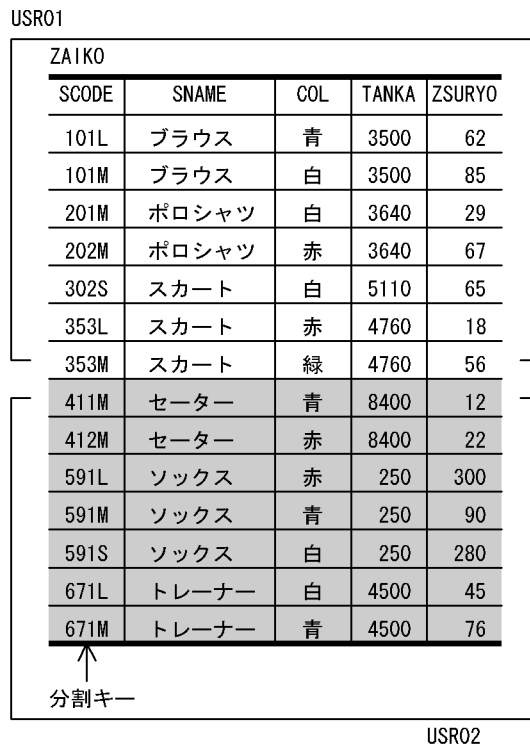 USR01
ZAIKO
SCODE SNAME COL TANKA ZSURYO
101L ブラウス 青 3500 62
101M ブラウス 白 3500 85
201M ポロシャツ 白 3640 29
202M ポロシャツ 赤 3640 67
302S スカート 白 5110 65
353L スカート 赤 4760 18
353M スカート 緑 4760 56
411M セーター 青 8400 12
412M セーター 赤 8400 22
591L ソックス 赤 250 300
591M ソックス 青 250 90
591S ソックス 白 250 280
671L トレーナー 白 4500 45
671M トレーナー 青 4500 76
分割キー
USR02